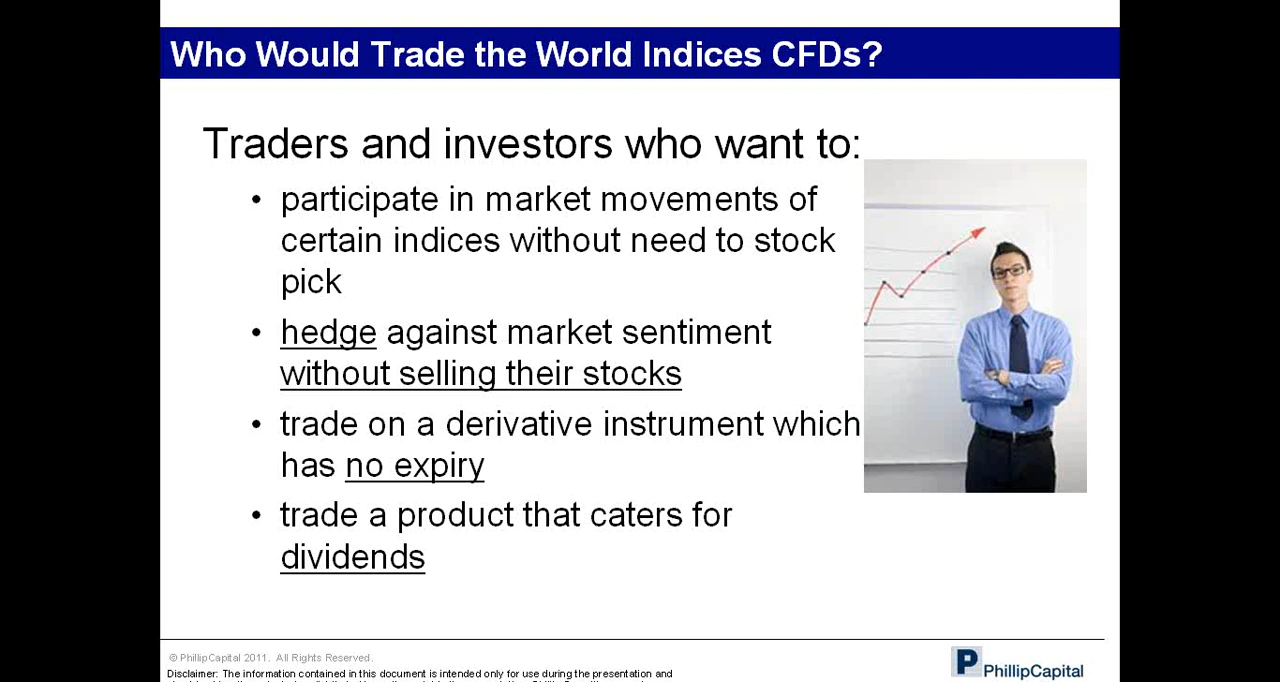 Who Would Trade the World Indices CFDs?
Traders and investors who want to:
• participate in market movements of
certain indices without need to stock
pick
• hedge against market sentiment
without selling their stocks
• trade on a derivative instrument which
has no expiry
• trade a product that caters for
dividends
© PhillipCapital 2011. All Rights Reserved.
Disclaimer: The information contained in this document is intended only for use during the presentation and
P PhillipCapital